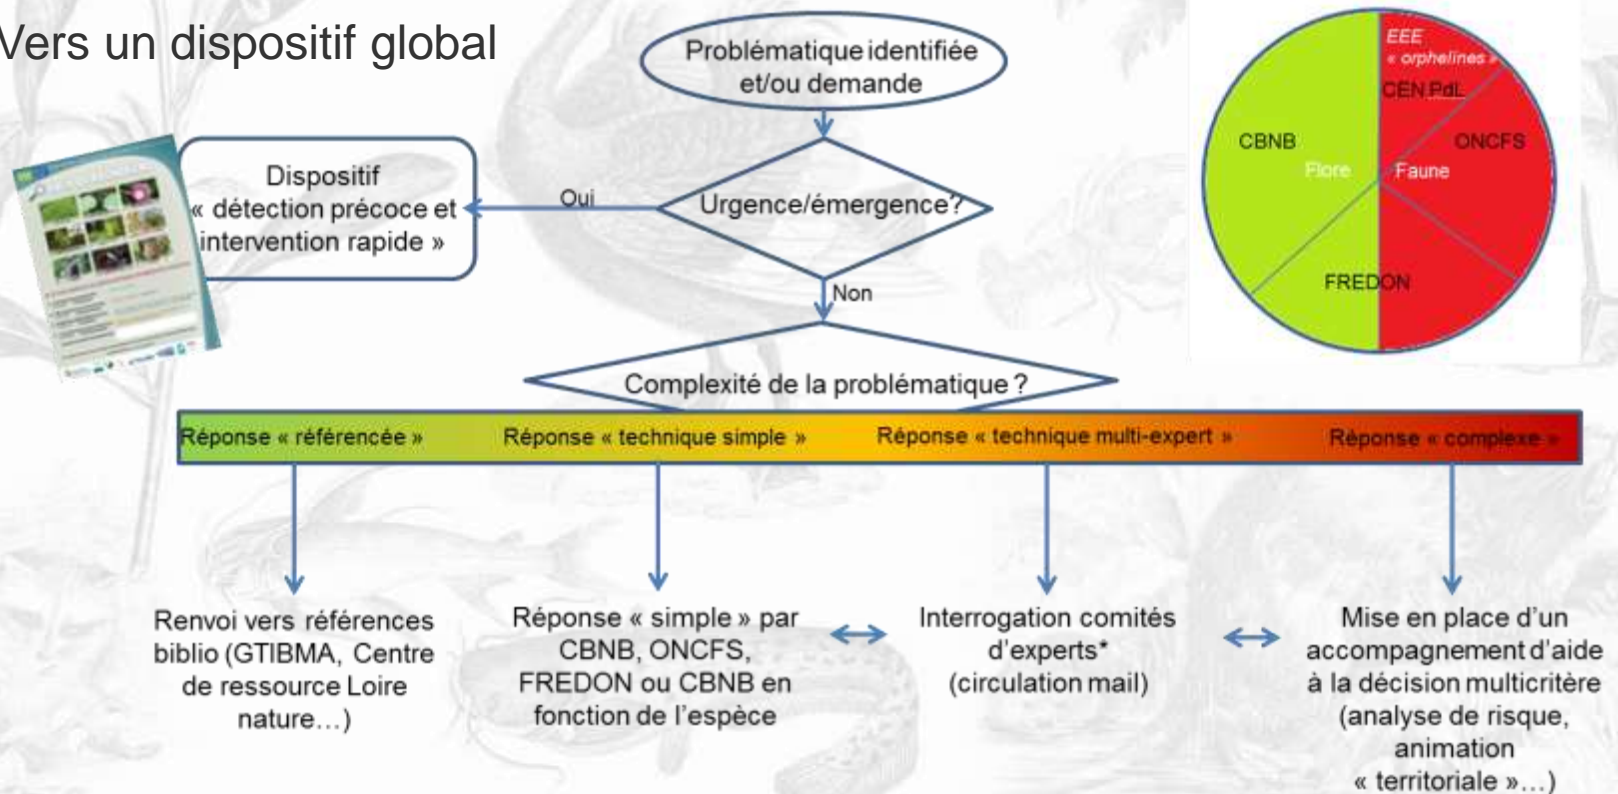 Vers un dispositif global
Problématique identifiée
et/ou demande
EEE
« orphelines »
CEN PdL
CBNB
ONCFS
Flore
Faune
FREDON
Dispositif
« détection précoce et
intervention rapide »
Oui
Urgence/émergence?
Non
Complexité de la problématique ?
Réponse « référencée »
Réponse « technique simple »
Réponse « technique multi-expert »
Réponse « complexe »
Renvoi vers références
biblio (GTIBMA, Centre
de ressource Loire
nature…)
Réponse « simple » par
CBNB, ONCFS,
FREDON ou CBNB en
fonction de l’espèce
Interrogation comités
d’experts*
(circulation mail)
Mise en place d’un
accompagnement d’aide
à la décision multicritère
(analyse de risque,
animation
« territoriale »…)